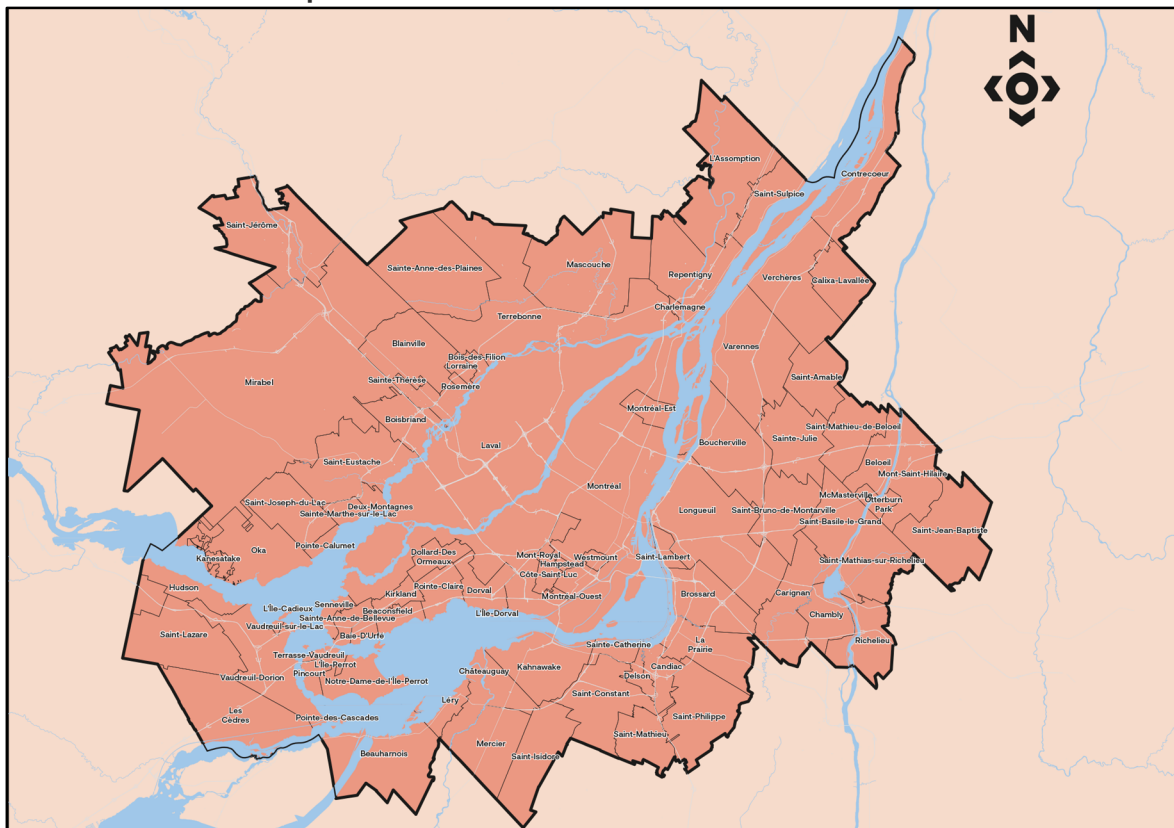 N
L'Assomption
Contrecoeur
Saint-Sulpice
Saint-Jérôme
Mascouche
Sainte-Anne-des-Plaines
Repentigny
Verchères
Calixa-Lavallée
Charlemagne
Terrebonne
Blainville
Varennes
Bois-des-Filion
Lorraine
Saint-Amable
Mirabel
Sainte-Thérèse
Rosemère
Montréal-Est
Boisbriand
Saint-Mathieu-de-Beloeil
Sainte-Julie
Boucherville
Laval
Saint-Eustache
Beloeil
Mont-Saint-Hilaire
Montréal
McMasterville
Otterburn
Park
Saint-Joseph-du-Lac
Deux-Montagnes
Sainte-Marthe-sur-le-Lac
Longueuil
Saint-Bruno-de-Montarville
Saint-Basile-le-Grand
Saint-Jean-Baptiste
Pointe-Calumet
Oka
Kanesatake
Dollard-Des
Ormeaux
Mont-Royal
Hampstead
Westmount
Saint-Lambert
Saint-Mathias-sur-Richelieu
Côte-Saint-Luc
Hudson
Pointe-Claire
Kirkland
Dorval
Montréal-Ouest
Brossard
Carignan
L'Île-Cadieux
Senneville
Beaconsfield
L'Île-Dorval
Sainte-Anne-de-Bellevue
Chambly
Vaudreuil-sur-le-Lac
Saint-Lazare
Baie-D'Urfé
Sainte-Catherine
La
Prairie
Richelieu
Terrasse-Vaudreuil
L'Île-Perrot
Pincourt
Vaudreuil-Dorion
Notre-Dame-de-l'Île-Perrot
Châteauguay
Kahnawake
Candiac
Delson
Saint-Constant
Léry
Les
Cèdres
Pointe-des-Cascades
Saint-Philippe
Saint-Mathieu
Mercier
Beauharnois
Saint-Isidore